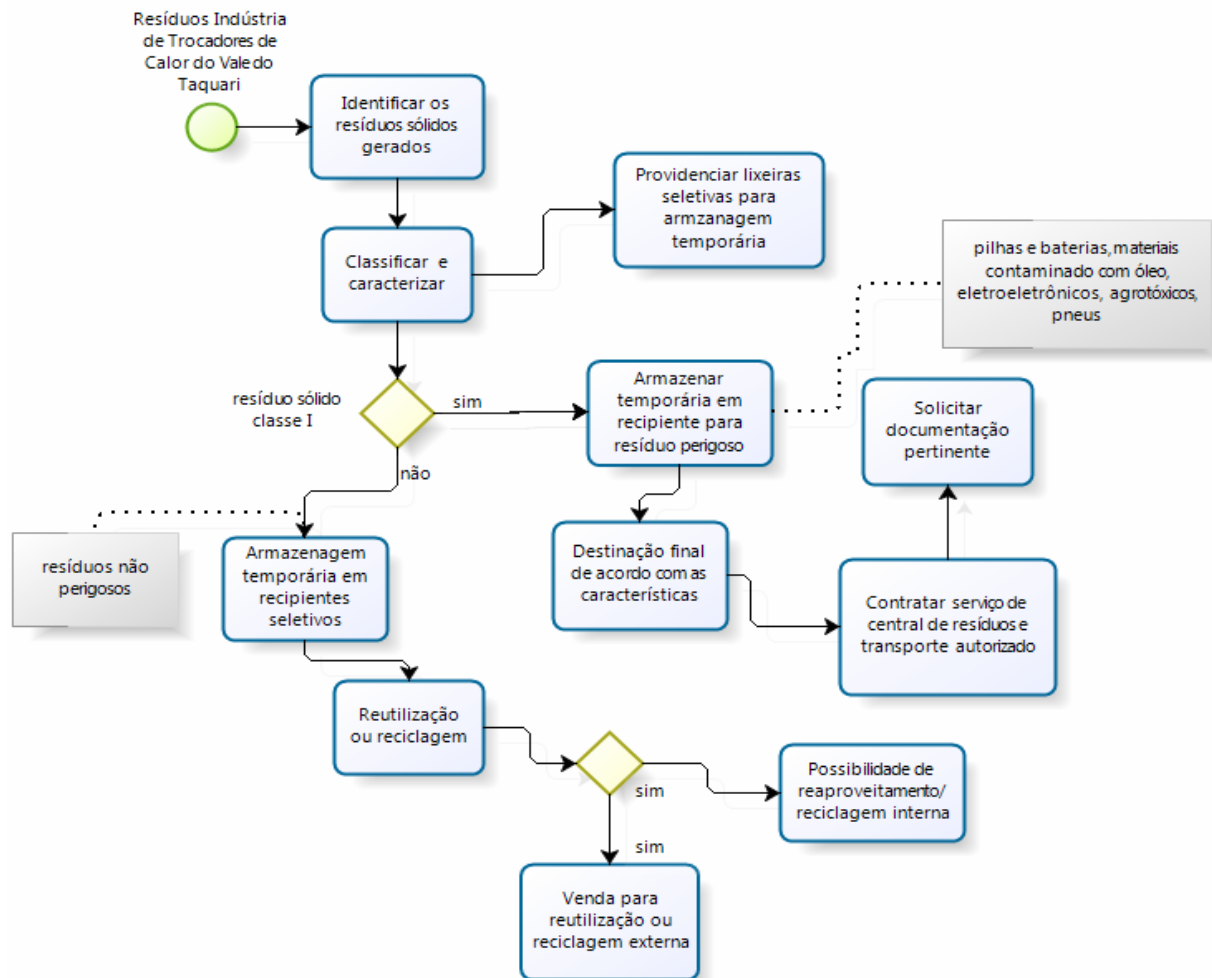 Resíduos Indústria
de Trocadores de
Calor do Vale do
Taquari
Identificar os
resíduos sólidos
gerados
Providenciar lixeiras
seletivas para
armzanagem
temporária
Classificar e
caracterizar
pilhas e baterias, materiais
contaminado com óleo,
eletroeletrônicos, agrotóxicos,
pneus
resíduo sólido
classe I
sim
Armazenar
temporária em
recipiente para
resíduo perigoso
Solicitar
documentação
pertinente
não
resíduos não
perigosos
Armazenagem
temporária em
recipientes
seletivos
Destinação final
de acordo com as
características
Contratar serviço de
central de resíduos e
transporte autorizado
Reutilização
ou reciclagem
sim
Possibilidade de
reaproveitamento/
reciclagem interna
sim
Venda para
reutilização ou
reciclagem externa